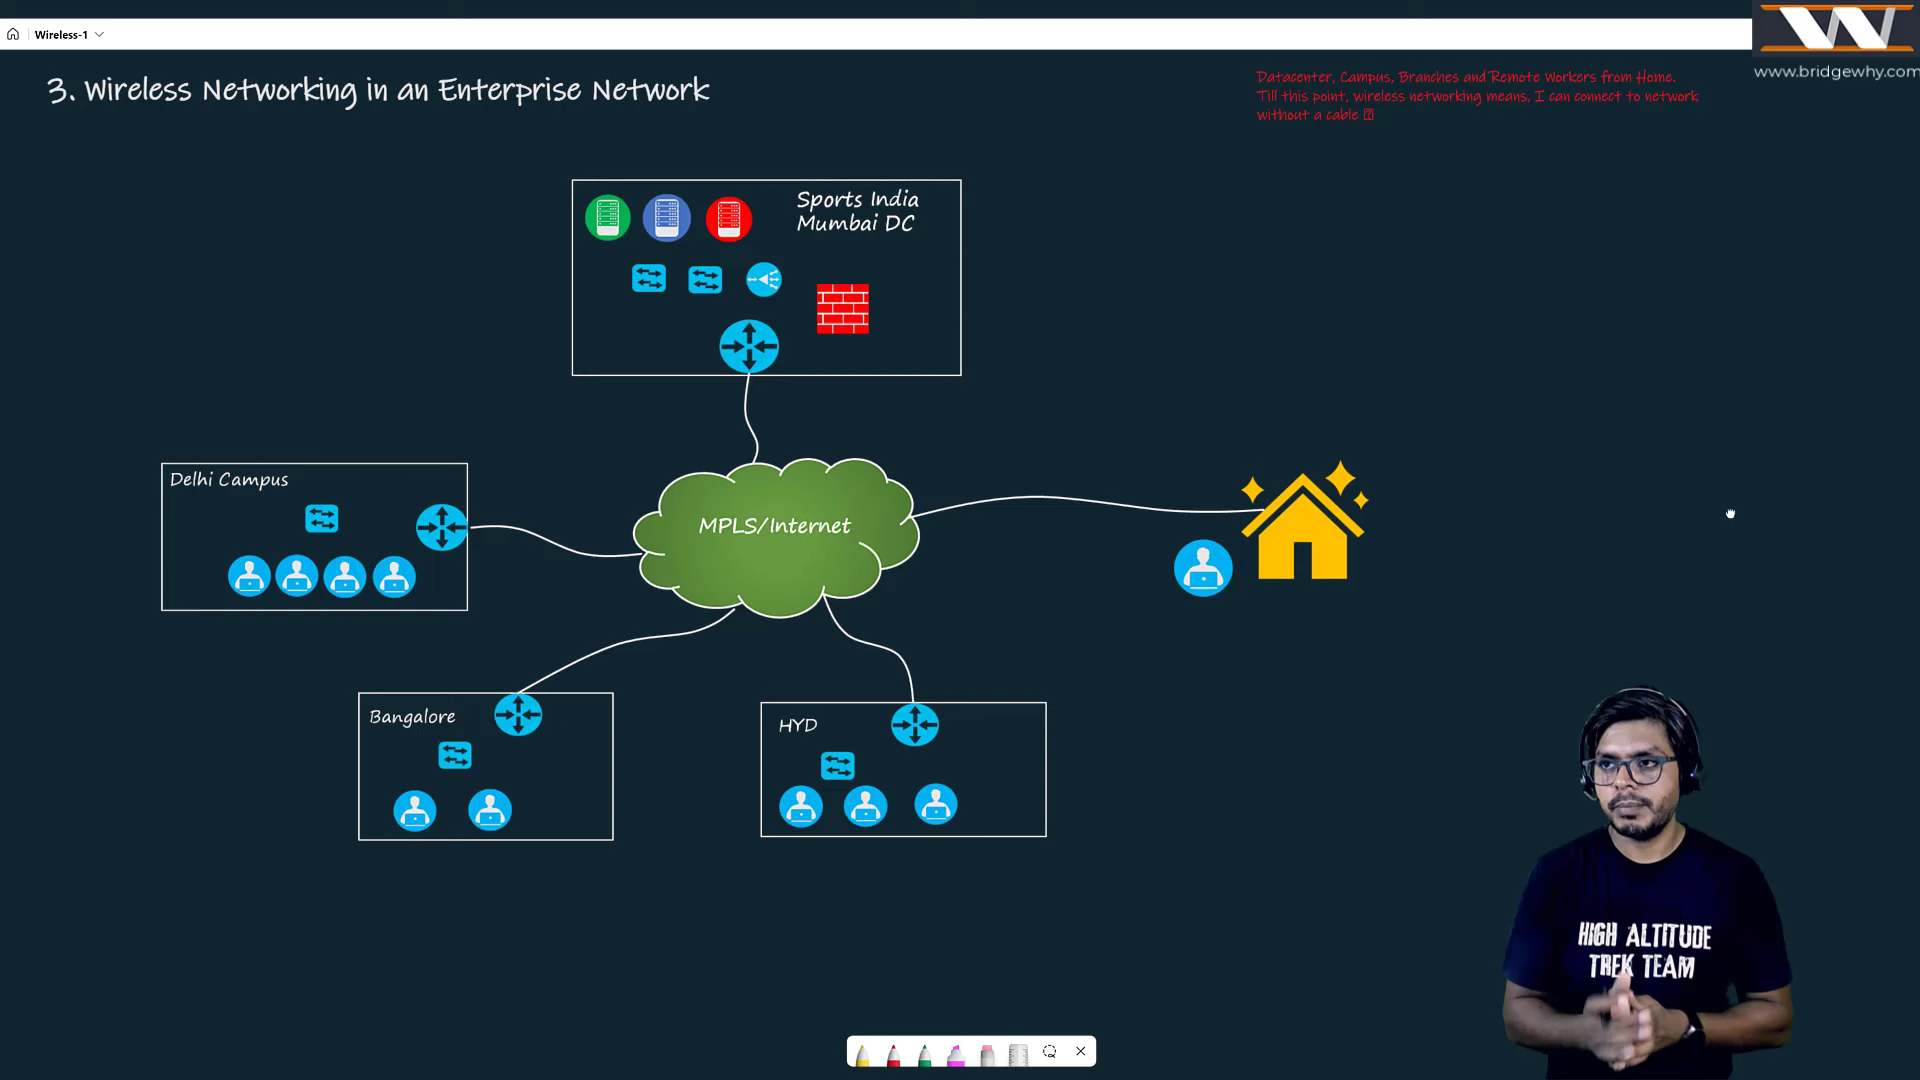 Wireless-1
www.bridgewhy.com
3. Wireless Networking in an Enterprise Network
Datacenter, Campus, Branches and Remote Workers from Home.
Till this point, wireless networking means, I can connect to network
without a cable
Sports India
Mumbai DC
Delhi Campus
MPLS/Internet
Bangalore
HYD
HIGH ALTITUDE
TREK TEAM